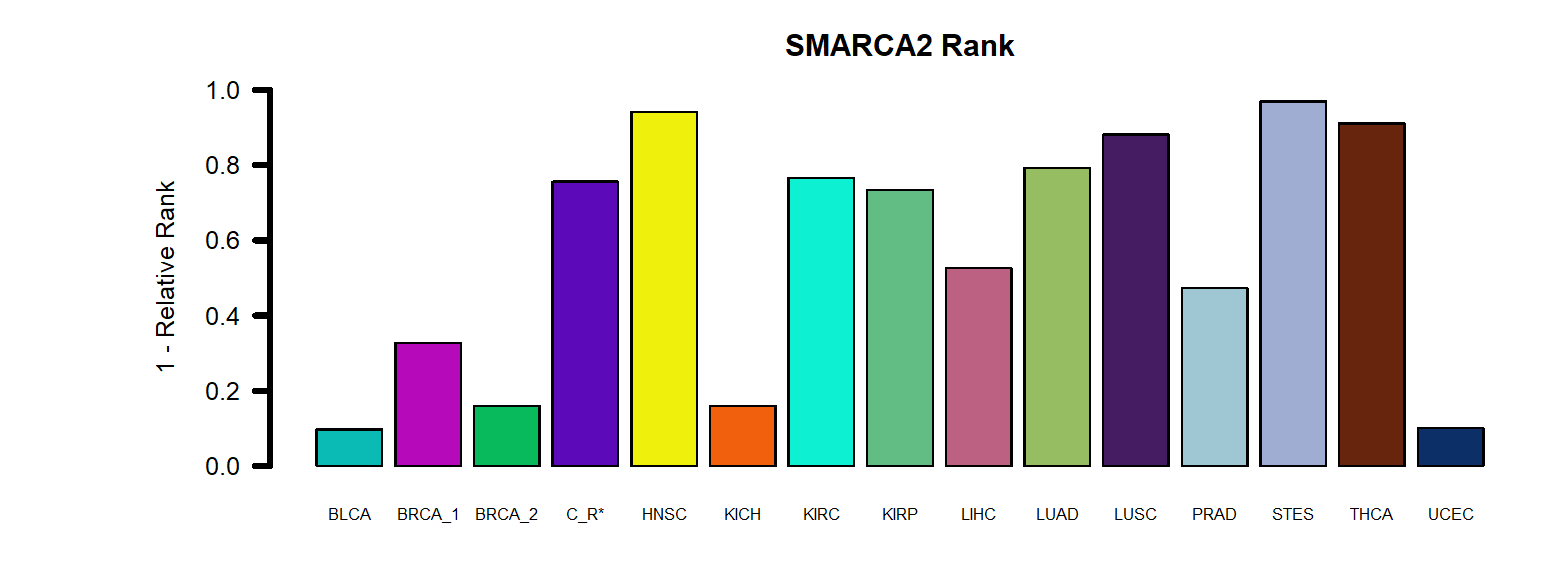 SMARCA2 Rank
1 - Relative Rank
1.0
0.8
0.6
0.4
0.2
0.0
BLCA BRCA_1 BRCA_2 C_R* HNSC KICH KIRC KIRP LIHC LUAD LUSC PRAD STES THCA UCEC